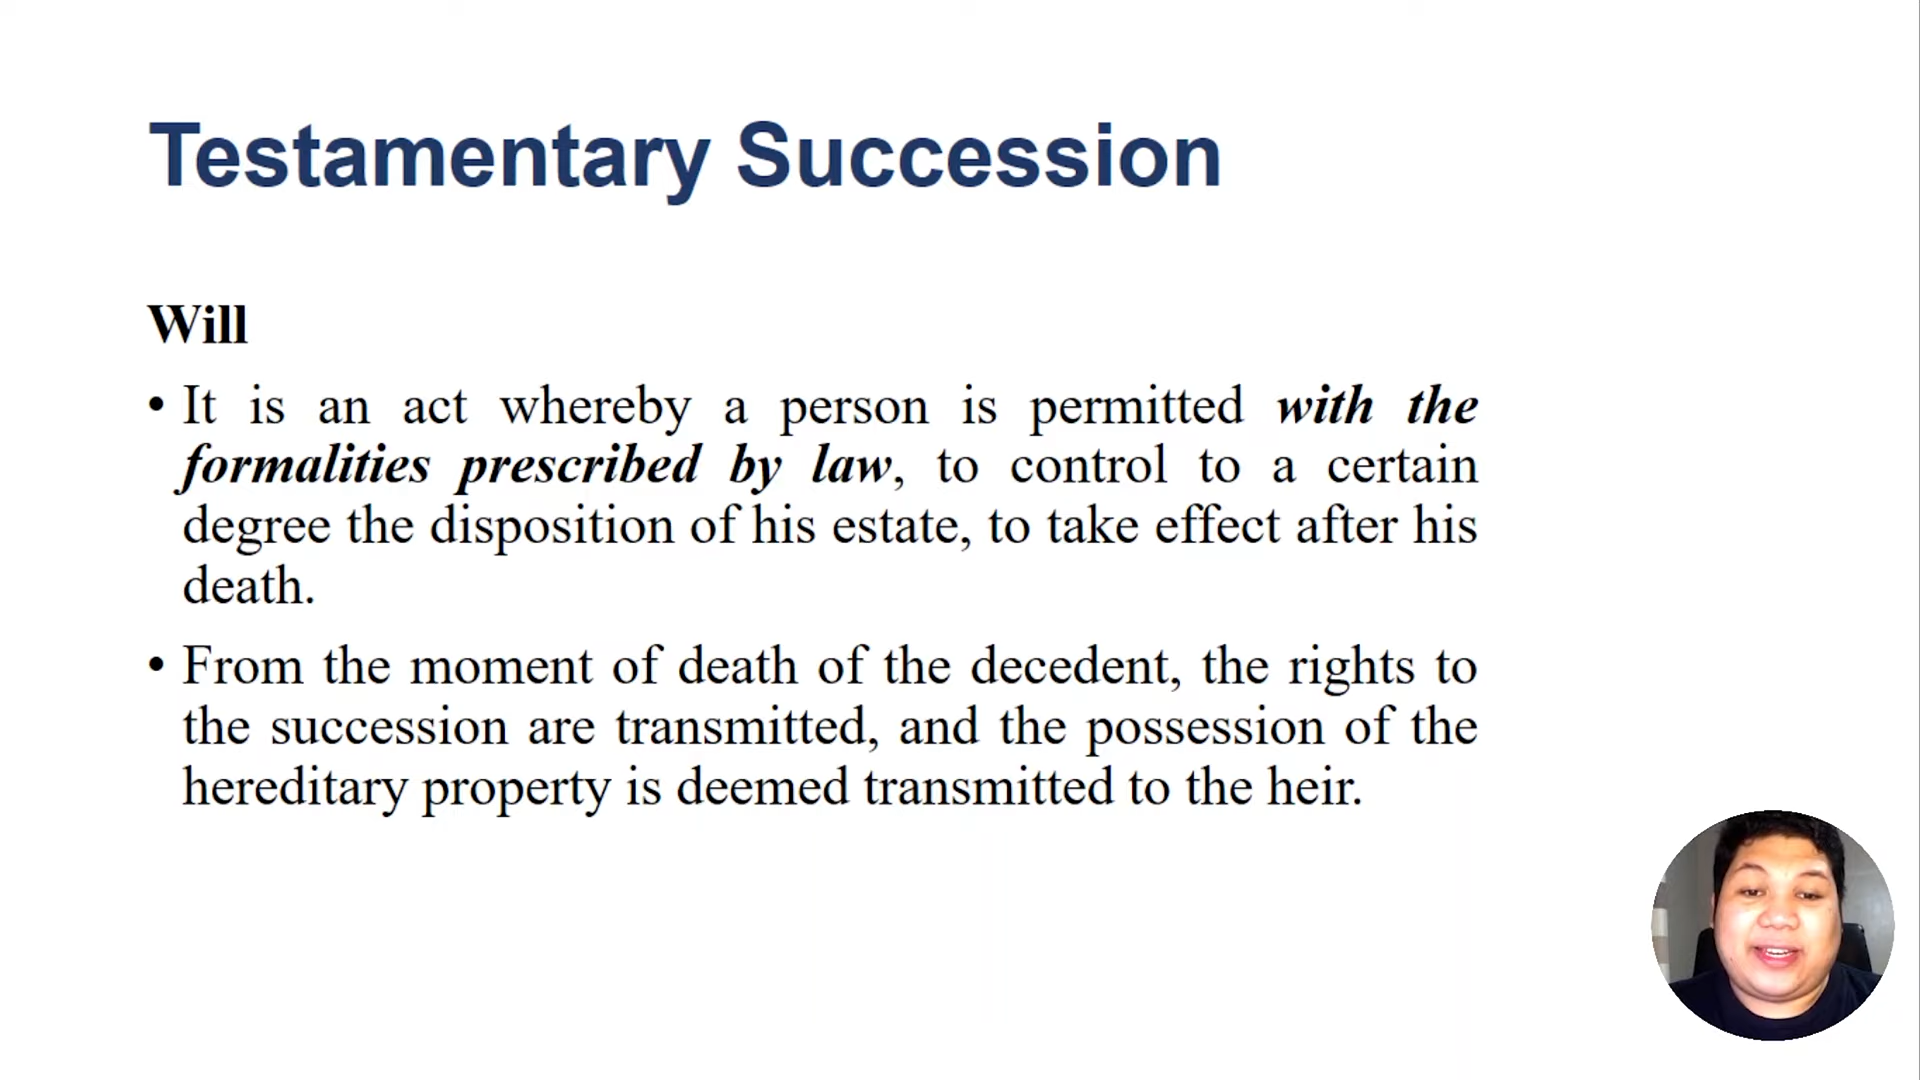 Testamentary Succession
Will
• It is an act whereby a person is permitted with the
formalities prescribed by law, to control to a certain
degree the disposition of his estate, to take effect after his
death.
• From the moment of death of the decedent, the rights to
the succession are transmitted, and the possession of the
hereditary property is deemed transmitted to the heir.